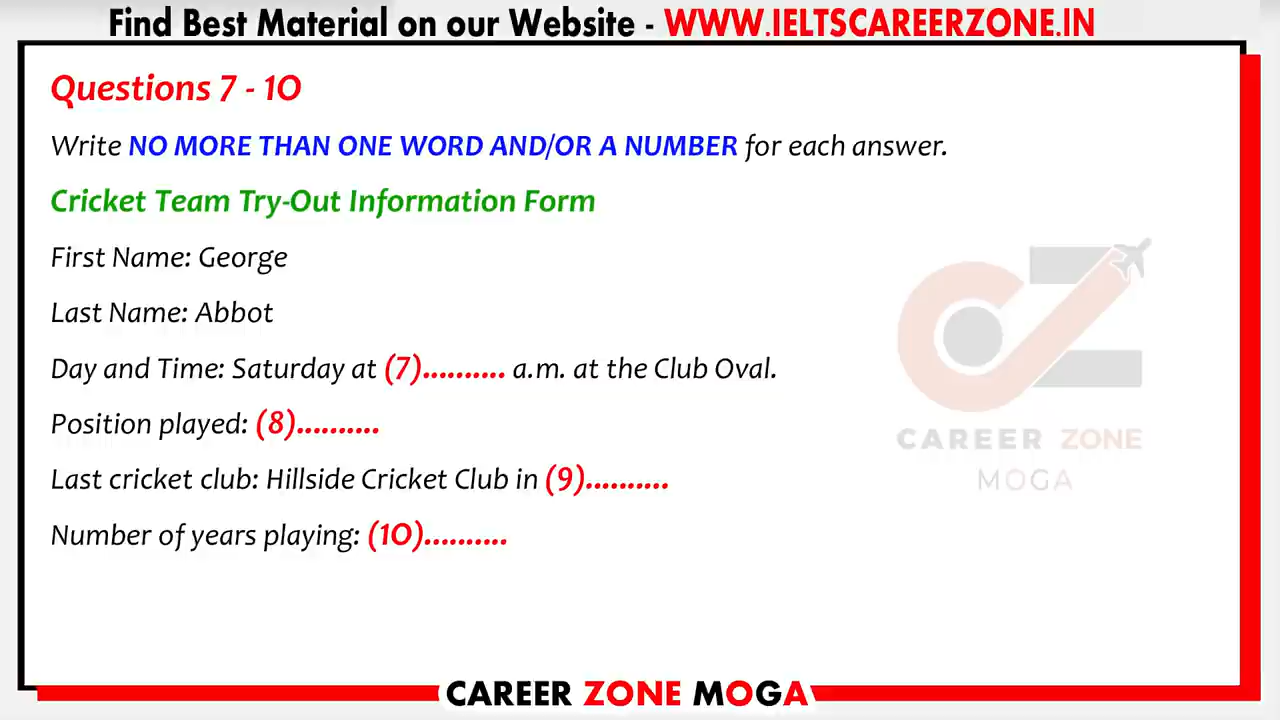 Find Best Material on our Website - WWW.IELTSCAREERZONE.IN
Questions 7 - 10
Write NO MORE THAN ONE WORD AND/OR A NUMBER for each answer.
Cricket Team Try-Out Information Form
First Name: George
Last Name: Abbot
Day and Time: Saturday at (7).......... a.m. at the Club Oval.
Position played: (8)..........
Last cricket club: Hillside Cricket Club in (9)..........
Number of years playing: (10)..........
CAREER ZONE
MOGA
CAREER ZONE MOGA